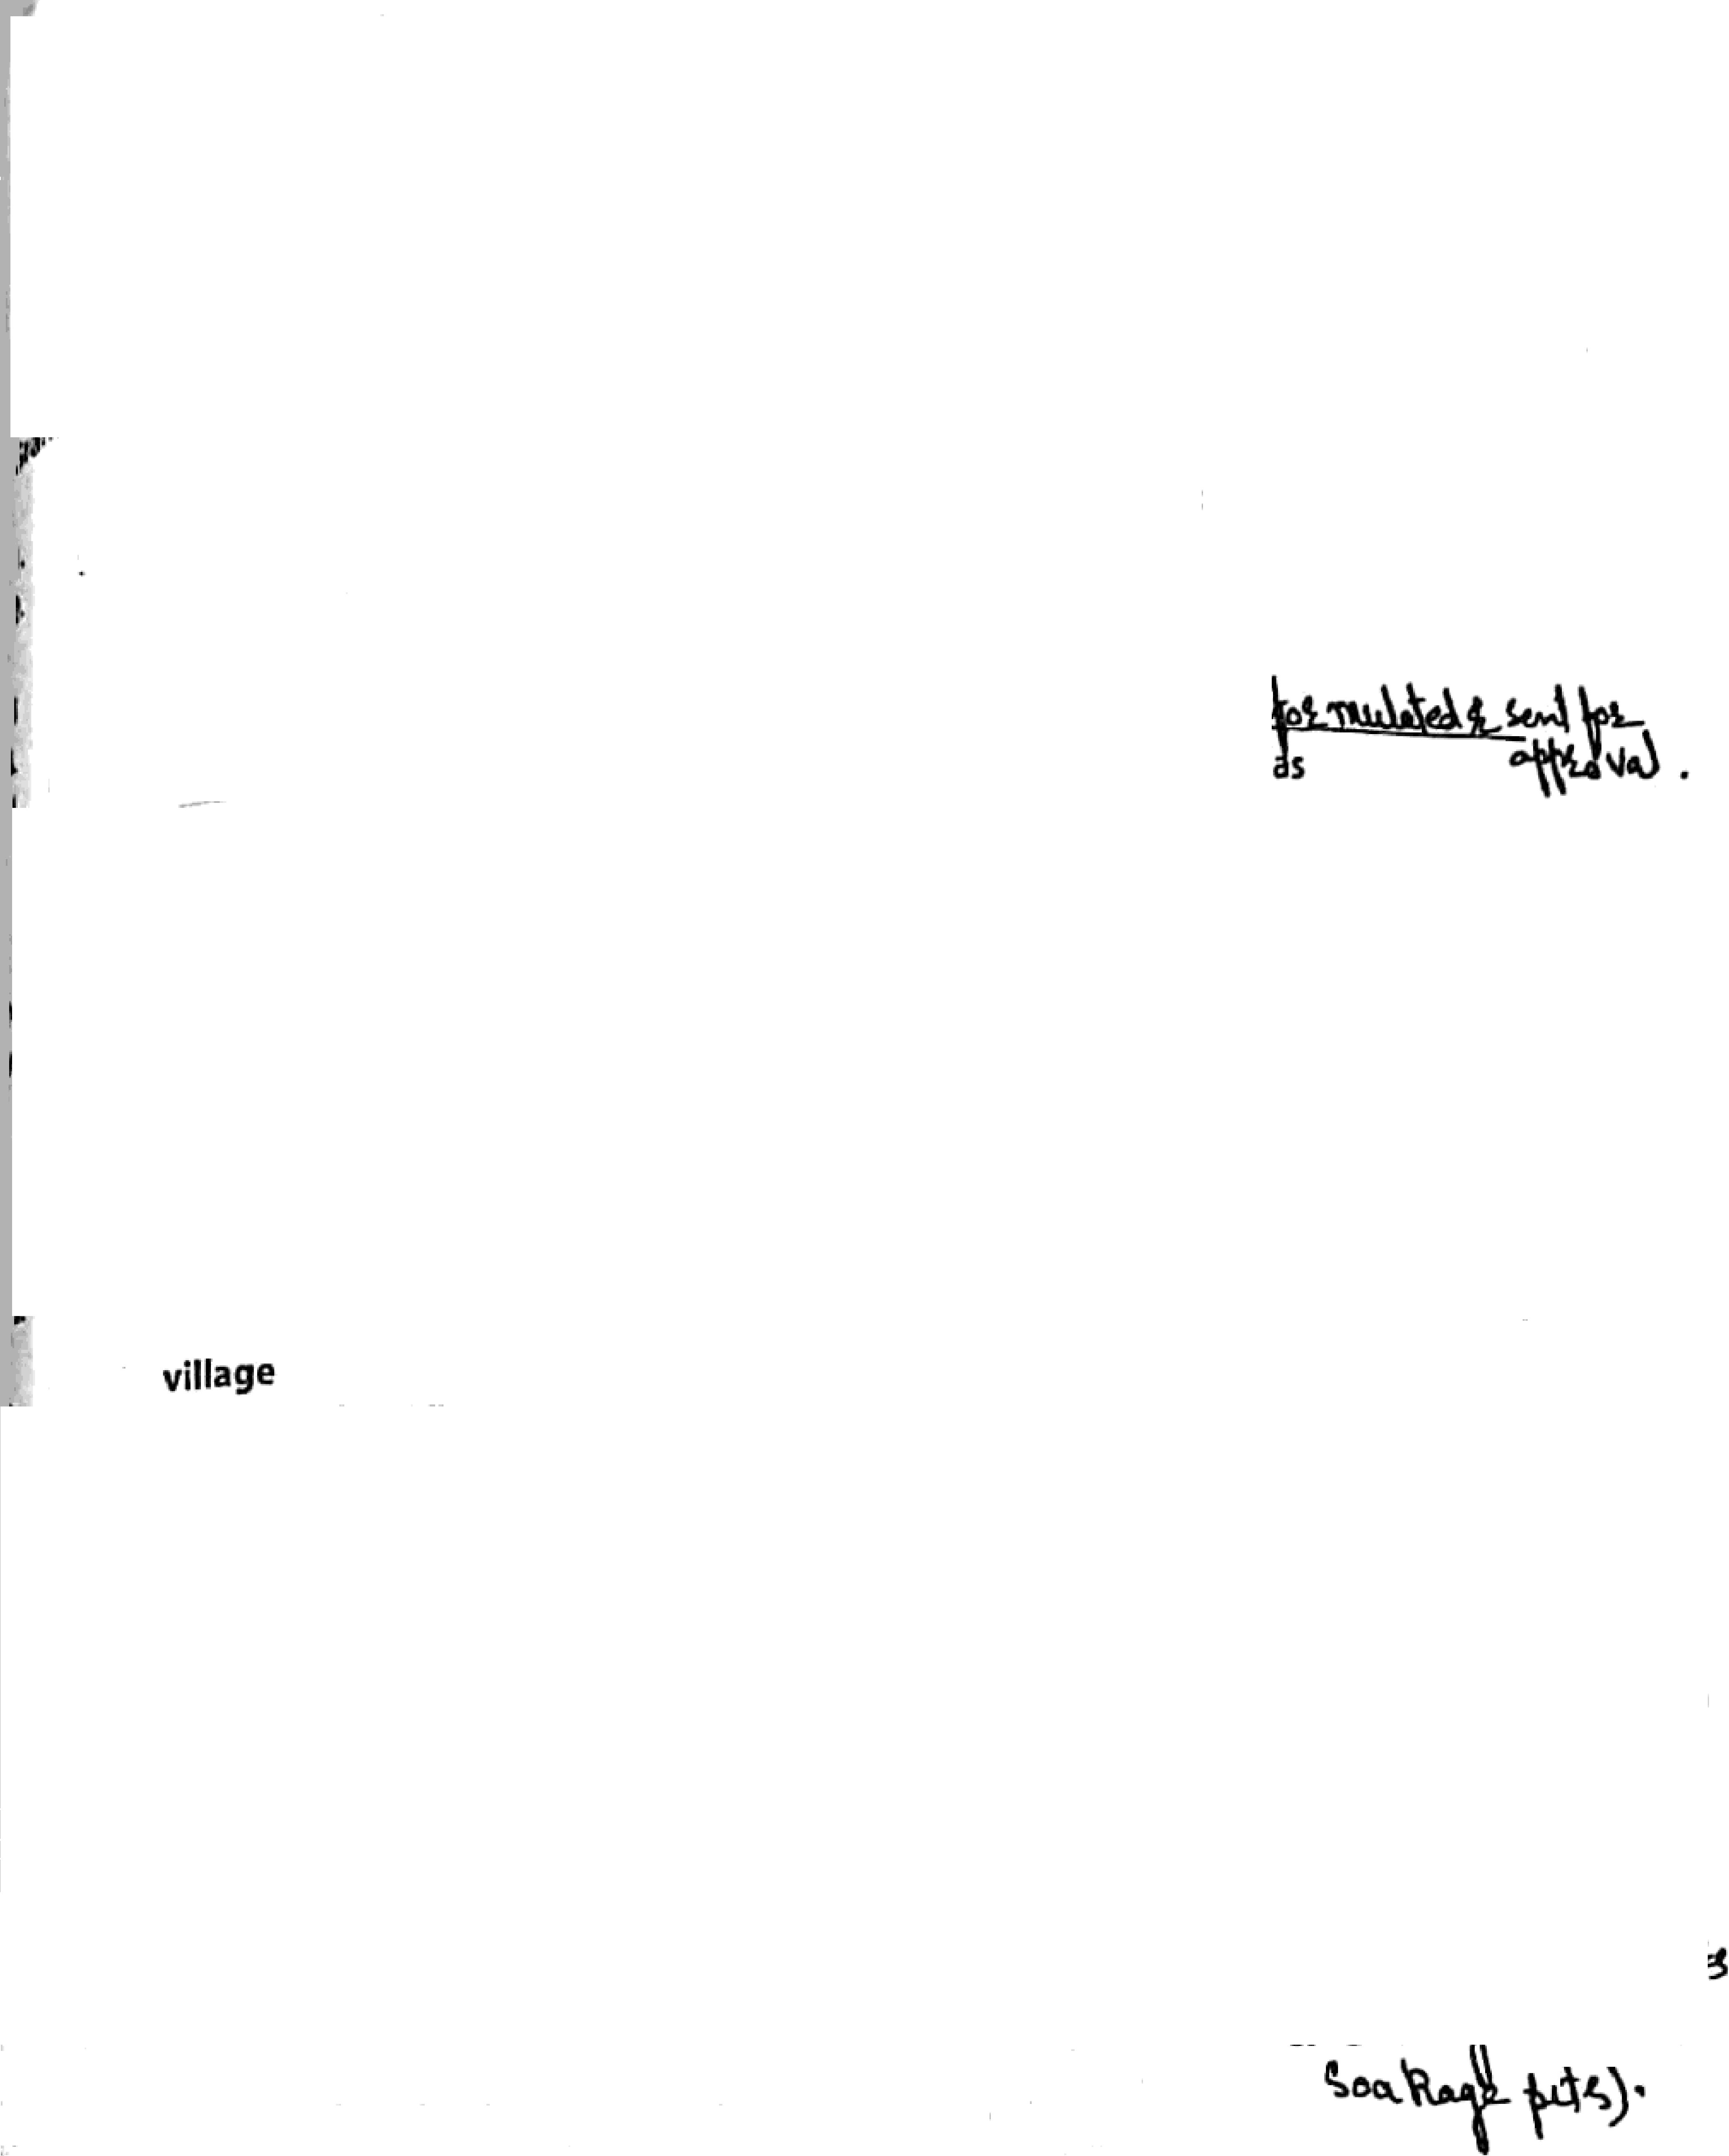 formulated & sent for
as approval.
village
Soakage pits).